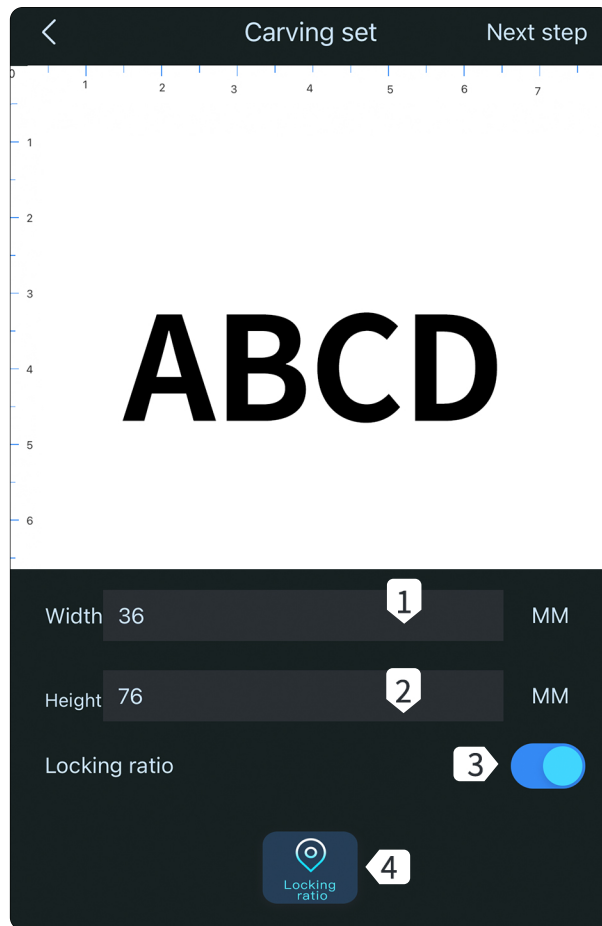 Carving set Next step
0 1 2 3 4 5 6 7
1
2
3
4
5
6
ABCD
Width 36 1 MM
Height 76 2 MM
Locking ratio 3
Locking
ratio
4